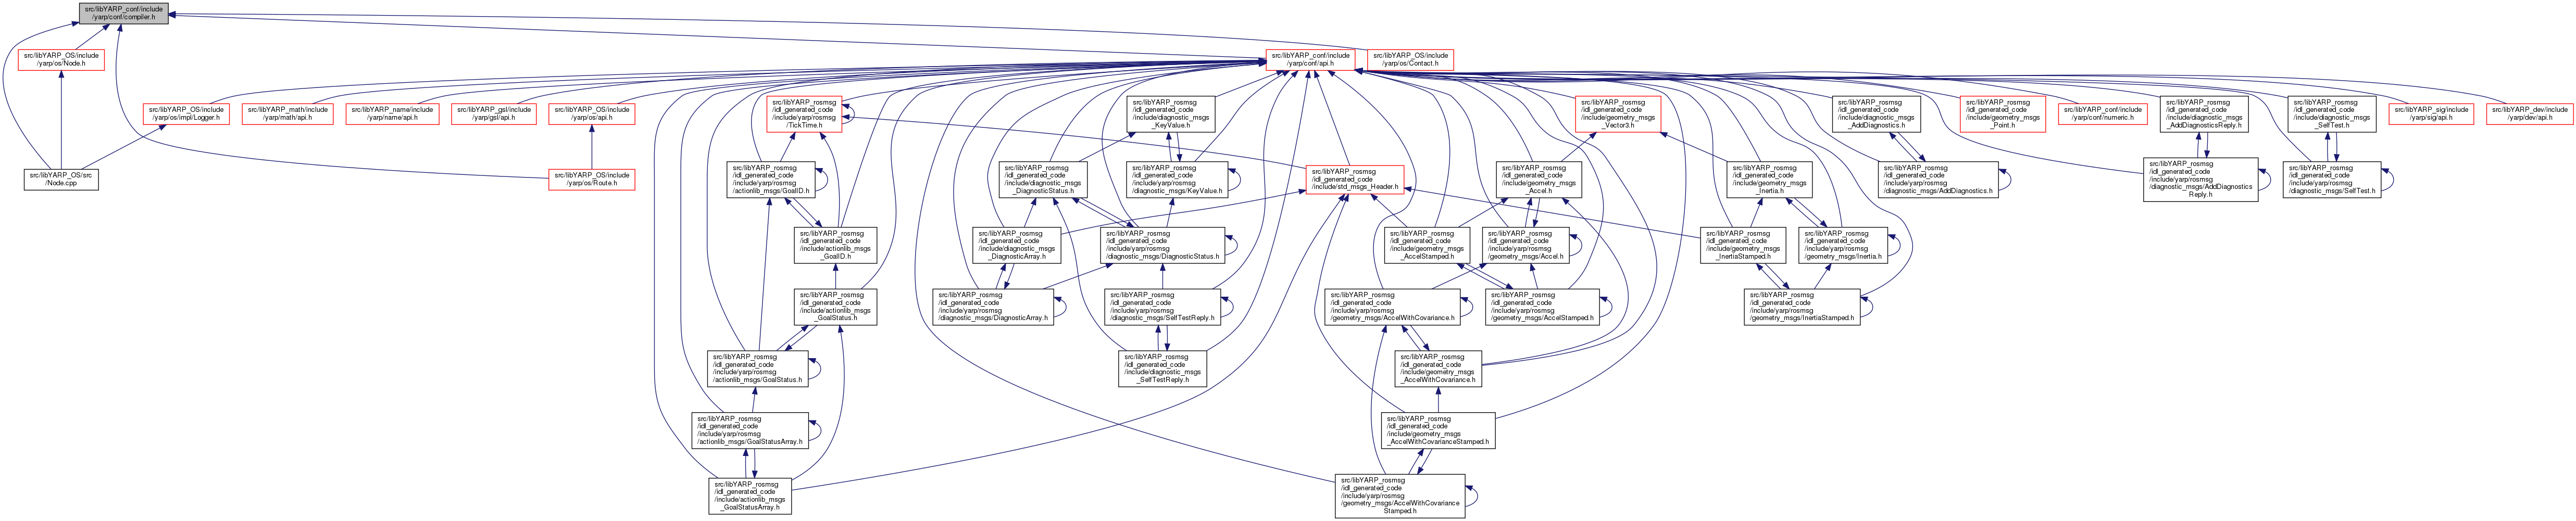 src/libYARP_conf/include
/yarp/conf/compiler.h
src/libYARP_OS/include
/yarp/os/Node.h
src/libYARP_conf/include
/yarp/conf/api.h
src/libYARP_OS/include
/yarp/os/Contact.h
src/libYARP_OS/include
/yarp/os/impl/Logger.h
src/libYARP_math/include
/yarp/math/api.h
src/libYARP_name/include
/yarp/name/api.h
src/libYARP_gsl/include
/yarp/gsl/api.h
src/libYARP_OS/include
/yarp/os/api.h
src/libYARP_rosmsg
/idl_generated_code
/include/yarp/rosmsg
/TickTime.h
src/libYARP_rosmsg
/idl_generated_code
/include/diagnostic_msgs
_KeyValue.h
src/libYARP_rosmsg
/idl_generated_code
/include/geometry_msgs
_Vector3.h
src/libYARP_rosmsg
/idl_generated_code
/include/diagnostic_msgs
_AddDiagnostics.h
src/libYARP_rosmsg
/idl_generated_code
/include/geometry_msgs
_Point.h
src/libYARP_conf/include
/yarp/conf/numeric.h
src/libYARP_rosmsg
/idl_generated_code
/include/diagnostic_msgs
_AddDiagnosticsReply.h
src/libYARP_rosmsg
/idl_generated_code
/include/diagnostic_msgs
_SelfTest.h
src/libYARP_sig/include
/yarp/sig/api.h
src/libYARP_dev/include
/yarp/dev/api.h
src/libYARP_OS/src
/Node.cpp
src/libYARP_OS/include
/yarp/os/Route.h
src/libYARP_rosmsg
/idl_generated_code
/include/yarp/rosmsg
/actionlib_msgs/GoalID.h
src/libYARP_rosmsg
/idl_generated_code
/include/diagnostic_msgs
_DiagnosticStatus.h
src/libYARP_rosmsg
/idl_generated_code
/include/yarp/rosmsg
/diagnostic_msgs/KeyValue.h
src/libYARP_rosmsg
/idl_generated_code
/include/std_msgs_Header.h
src/libYARP_rosmsg
/idl_generated_code
/include/geometry_msgs
_Accel.h
src/libYARP_rosmsg
/idl_generated_code
/include/geometry_msgs
_Inertia.h
src/libYARP_rosmsg
/idl_generated_code
/include/yarp/rosmsg
/diagnostic_msgs/AddDiagnostics.h
src/libYARP_rosmsg
/idl_generated_code
/include/yarp/rosmsg
/diagnostic_msgs/AddDiagnostics
Reply.h
src/libYARP_rosmsg
/idl_generated_code
/include/yarp/rosmsg
/diagnostic_msgs/SelfTest.h
src/libYARP_rosmsg
/idl_generated_code
/include/actionlib_msgs
_GoalID.h
src/libYARP_rosmsg
/idl_generated_code
/include/diagnostic_msgs
_DiagnosticArray.h
src/libYARP_rosmsg
/idl_generated_code
/include/yarp/rosmsg
/diagnostic_msgs/DiagnosticStatus.h
src/libYARP_rosmsg
/idl_generated_code
/include/geometry_msgs
_AccelStamped.h
src/libYARP_rosmsg
/idl_generated_code
/include/yarp/rosmsg
/geometry_msgs/Accel.h
src/libYARP_rosmsg
/idl_generated_code
/include/geometry_msgs
_InertiaStamped.h
src/libYARP_rosmsg
/idl_generated_code
/include/yarp/rosmsg
/geometry_msgs/Inertia.h
src/libYARP_rosmsg
/idl_generated_code
/include/actionlib_msgs
_GoalStatus.h
src/libYARP_rosmsg
/idl_generated_code
/include/yarp/rosmsg
/diagnostic_msgs/DiagnosticArray.h
src/libYARP_rosmsg
/idl_generated_code
/include/yarp/rosmsg
/diagnostic_msgs/SelfTestReply.h
src/libYARP_rosmsg
/idl_generated_code
/include/yarp/rosmsg
/geometry_msgs/AccelWithCovariance.h
src/libYARP_rosmsg
/idl_generated_code
/include/yarp/rosmsg
/geometry_msgs/AccelStamped.h
src/libYARP_rosmsg
/idl_generated_code
/include/yarp/rosmsg
/geometry_msgs/InertiaStamped.h
src/libYARP_rosmsg
/idl_generated_code
/include/yarp/rosmsg
/actionlib_msgs/GoalStatus.h
src/libYARP_rosmsg
/idl_generated_code
/include/diagnostic_msgs
_SelfTestReply.h
src/libYARP_rosmsg
/idl_generated_code
/include/geometry_msgs
_AccelWithCovariance.h
src/libYARP_rosmsg
/idl_generated_code
/include/yarp/rosmsg
/actionlib_msgs/GoalStatusArray.h
src/libYARP_rosmsg
/idl_generated_code
/include/geometry_msgs
_AccelWithCovarianceStamped.h
src/libYARP_rosmsg
/idl_generated_code
/include/actionlib_msgs
_GoalStatusArray.h
src/libYARP_rosmsg
/idl_generated_code
/include/yarp/rosmsg
/geometry_msgs/AccelWithCovariance
Stamped.h